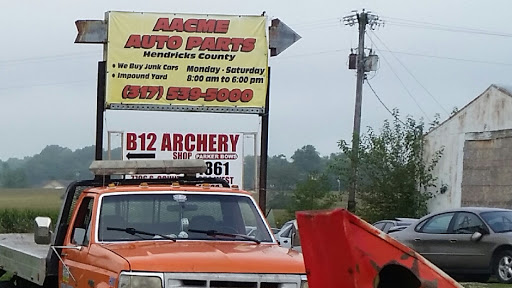 AACME
AUTO PARTS
Hendricks County
• We Buy Junk Cars Monday - Saturday
• Impound Yard 8:00 am to 6:00 pm
(317) 539-5000
B12 ARCHERY
SHOP PARKER BOWS
861